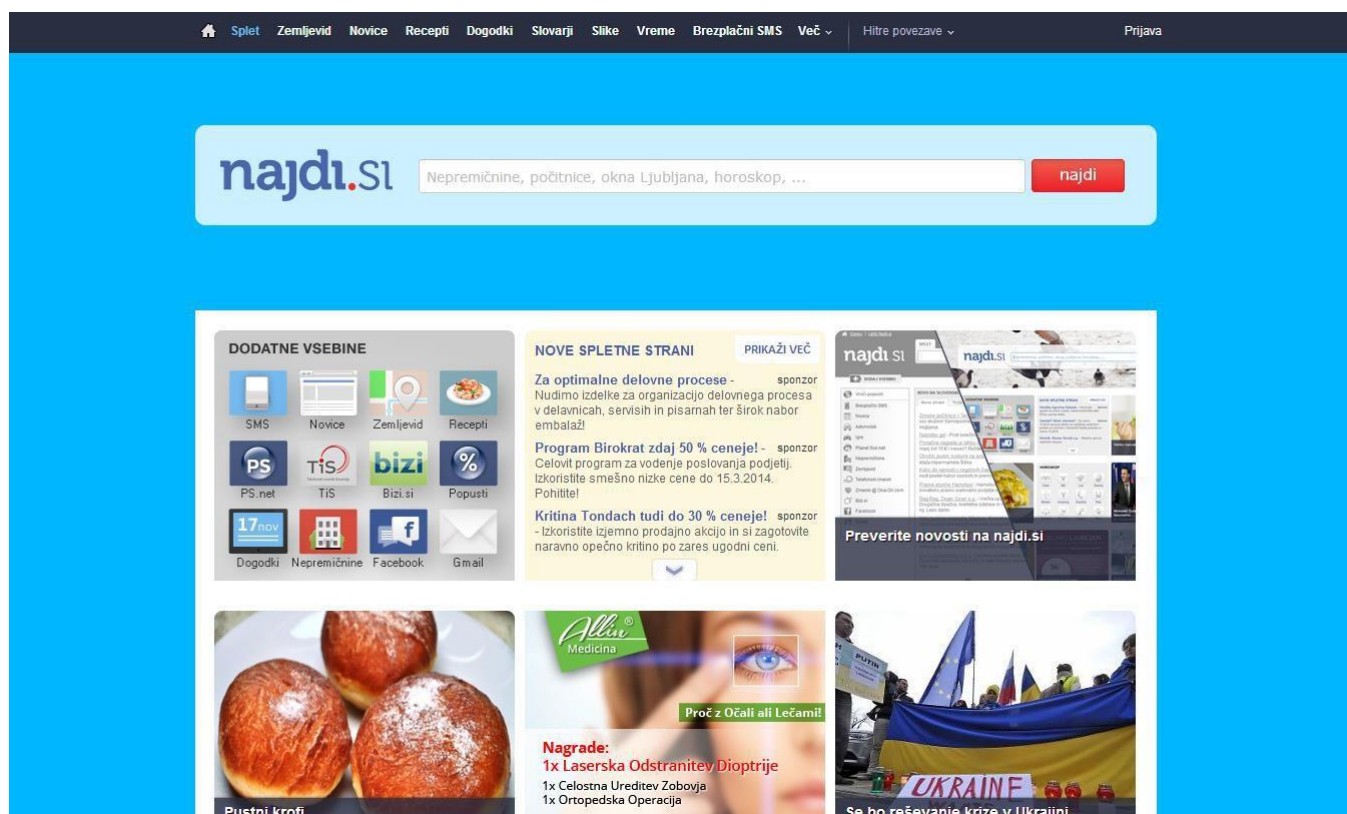 Splet Zemljevid Novice Recepti Dogodki Slovarji Slike Vreme Brezplačni SMS Več Hitre povezave Prijava
najdi.si Nepremičnine, počitnice, okna Ljubljana, horoskop, ... najdi
DODATNE VSEBINE
SMS Novice Zemljevid Recepti
PS TiS bizi %
PS.net TiS Bizi.si Popusti
17nov
Dogodki Nepremičnine Facebook Gmail
NOVE SPLETNE STRANI PRIKAŽI VEČ
Za optimalne delovne procese - sponzor
Nudimo izdelke za organizacijo delovnega procesa
v delavnicah, servisih in pisarnah ter širok nabor
embalaž!
Program Birokrat zdaj 50 % ceneje! - sponzor
Celovit program za vodenje poslovanja podjetij.
Izkoristite smešno nizke cene do 15.3.2014.
Pohitite!
Kritina Tondach tudi do 30 % ceneje! sponzor
- Izkoristite izjemno prodajno akcijo in si zagotovite
naravno opečno kritino po zares ugodni ceni.
najdi.si najdi.si
Preverite novosti na najdi.si
Pustni krofi
Allin®
Medicina
Proč z Očali ali Lečami!
Nagrade:
1x Laserska Odstranitev Dioptrije
1x Celostna Ureditev Zobovja
1x Ortopedska Operacija
PUTIN
UKRAINE
Se bo reševanje krize v Ukrajini